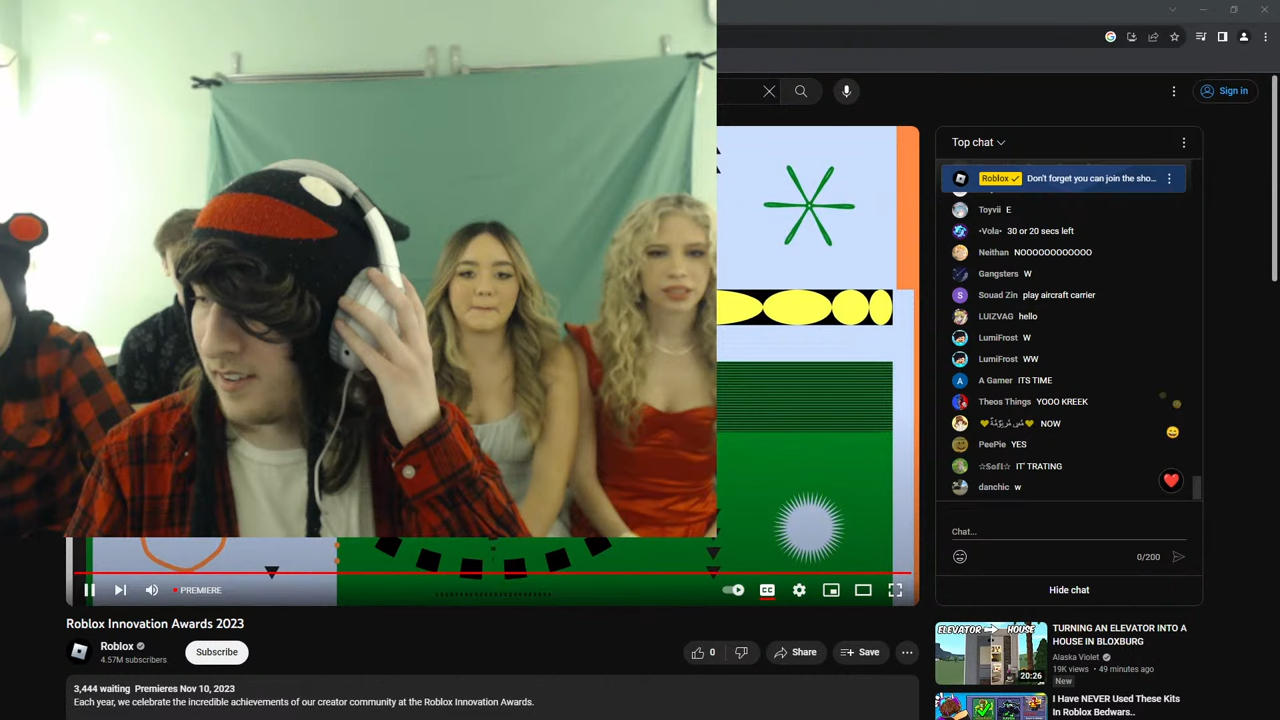 Sign in
Top chat
Roblox Don't forget you can join the sho...
Toyvii E
•Vola• 30 or 20 secs left
Neithan NOOOOOOOOOOO
Gangsters W
S Souad Zin play aircraft carrier
LUIZVAG hello
LumiFrost W
LumiFrost WW
A A Gamer ITS TIME
Theos Things YOOO KREEK
NOW
PeePie YES
☆Sofi☆ IT' TRATING
danchic w
Chat...
0/200
Hide chat
PREMIERE
CC
Roblox Innovation Awards 2023
Roblox
4.57M subscribers
Subscribe
0
Share
Save
3,444 waiting Premieres Nov 10, 2023
Each year, we celebrate the incredible achievements of our creator community at the Roblox Innovation Awards.
ELEVATOR HOUSE
20:26
TURNING AN ELEVATOR INTO A
HOUSE IN BLOXBURG
Alaska Violet
19K views • 49 minutes ago
New
I Have NEVER Used These Kits
In Roblox Bedwars..